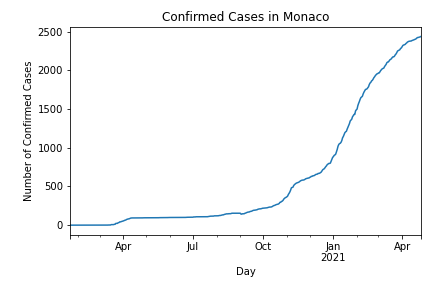 Confirmed Cases in Monaco
Number of Confirmed Cases
2500
2000
1500
1000
500
0
Apr
Jul
Oct
Jan
2021
Apr
Day